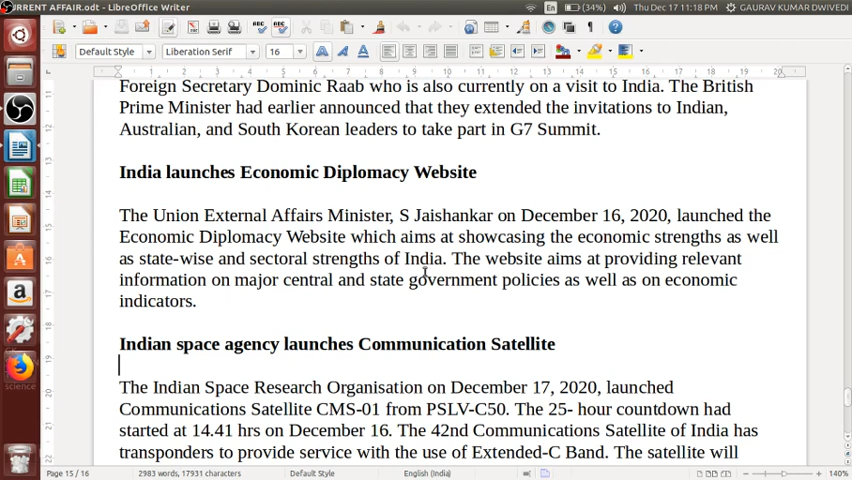 CURRENT AFFAIR.odt - LibreOffice Writer
En
(34%)
Thu Dec 17 11:18 PM
GAURAV KUMAR DWIVEDI
Default Style
Liberation Serif
16
Foreign Secretary Dominic Raab who is also currently on a visit to India. The British
Prime Minister had earlier announced that they extended the invitations to Indian,
Australian, and South Korean leaders to take part in G7 Summit.
India launches Economic Diplomacy Website
The Union External Affairs Minister, S Jaishankar on December 16, 2020, launched the
Economic Diplomacy Website which aims at showcasing the economic strengths as well
as state-wise and sectoral strengths of India. The website aims at providing relevant
information on major central and state government policies as well as on economic
indicators.
Indian space agency launches Communication Satellite
The Indian Space Research Organisation on December 17, 2020, launched
Communications Satellite CMS-01 from PSLV-C50. The 25- hour countdown had
started at 14.41 hrs on December 16. The 42nd Communications Satellite of India has
transponders to provide service with the use of Extended-C Band. The satellite will
science
Page 15 / 16
2983 words, 17931 characters
Default Style
English (India)
140%